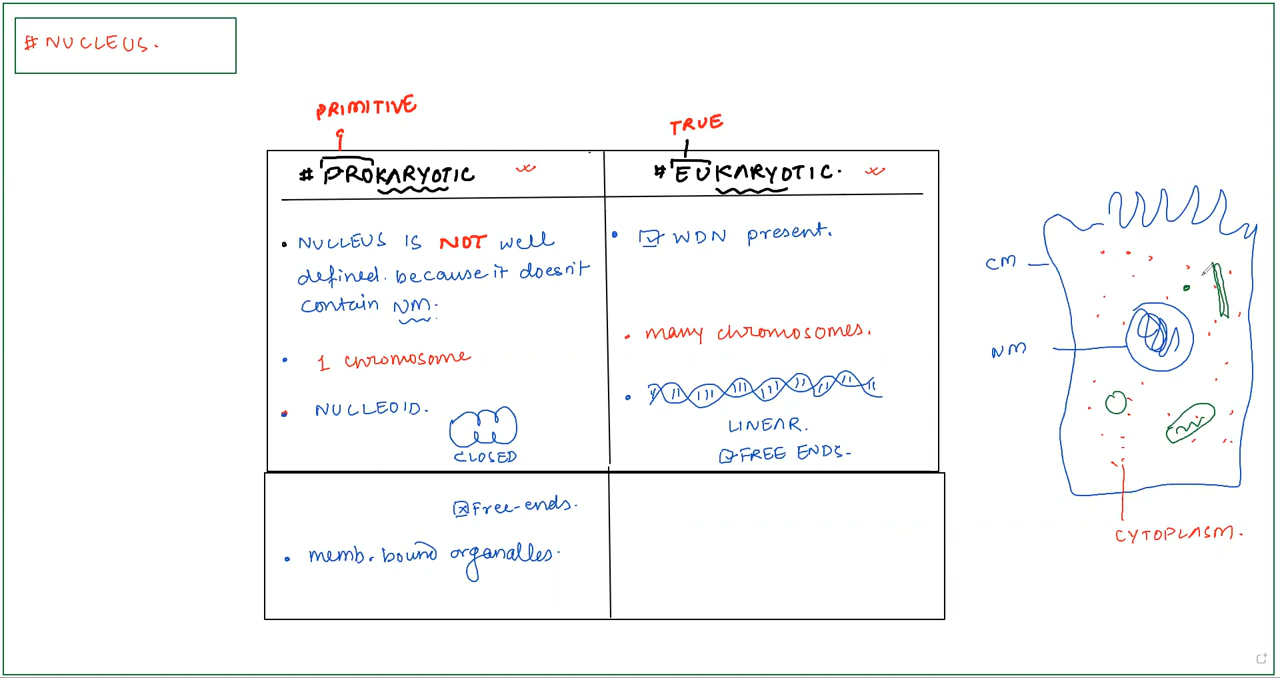 # NUCLEUS.
PRIMITIVE
TRUE
# PROKARYOTIC
# EUKARYOTIC.
• NUCLEUS IS NOT well
defined. because it doesn't
contain NM.
• 1 chromosome
• NUCLEOID.
CLOSED
☒ Free-ends.
• memb. bound organalles.
• ☑ WDN present.
• many chromosomes.
•
LINEAR.
☑ FREE ENDS.
CM
NM
CYTOPLASM.